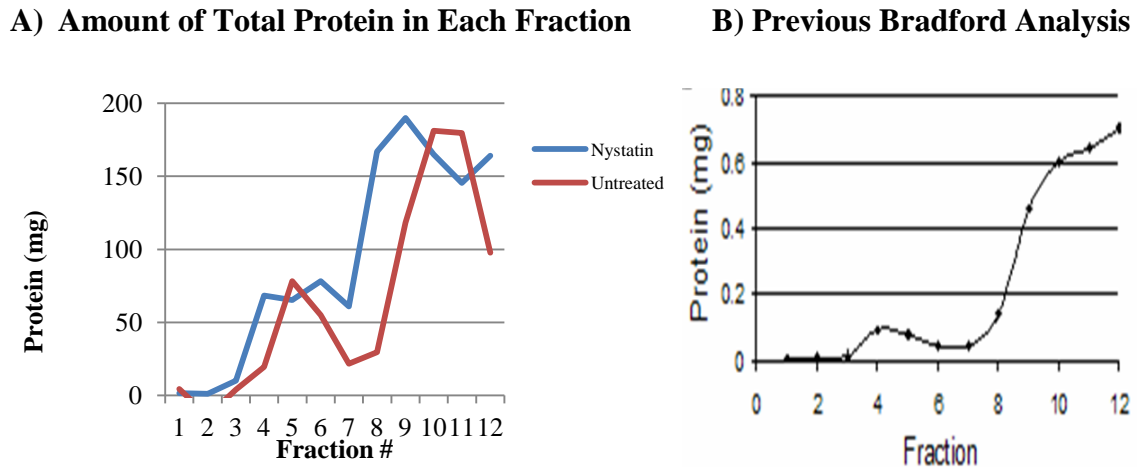 A) Amount of Total Protein in Each Fraction
B) Previous Bradford Analysis
200
150
100
50
0
Protein (mg)
1 2 3 4 5 6 7 8 9 10 11 12
Fraction #
Nystatin
Untreated
0.8
0.6
0.4
0.2
0
Protein (mg)
0 2 4 6 8 10 12
Fraction